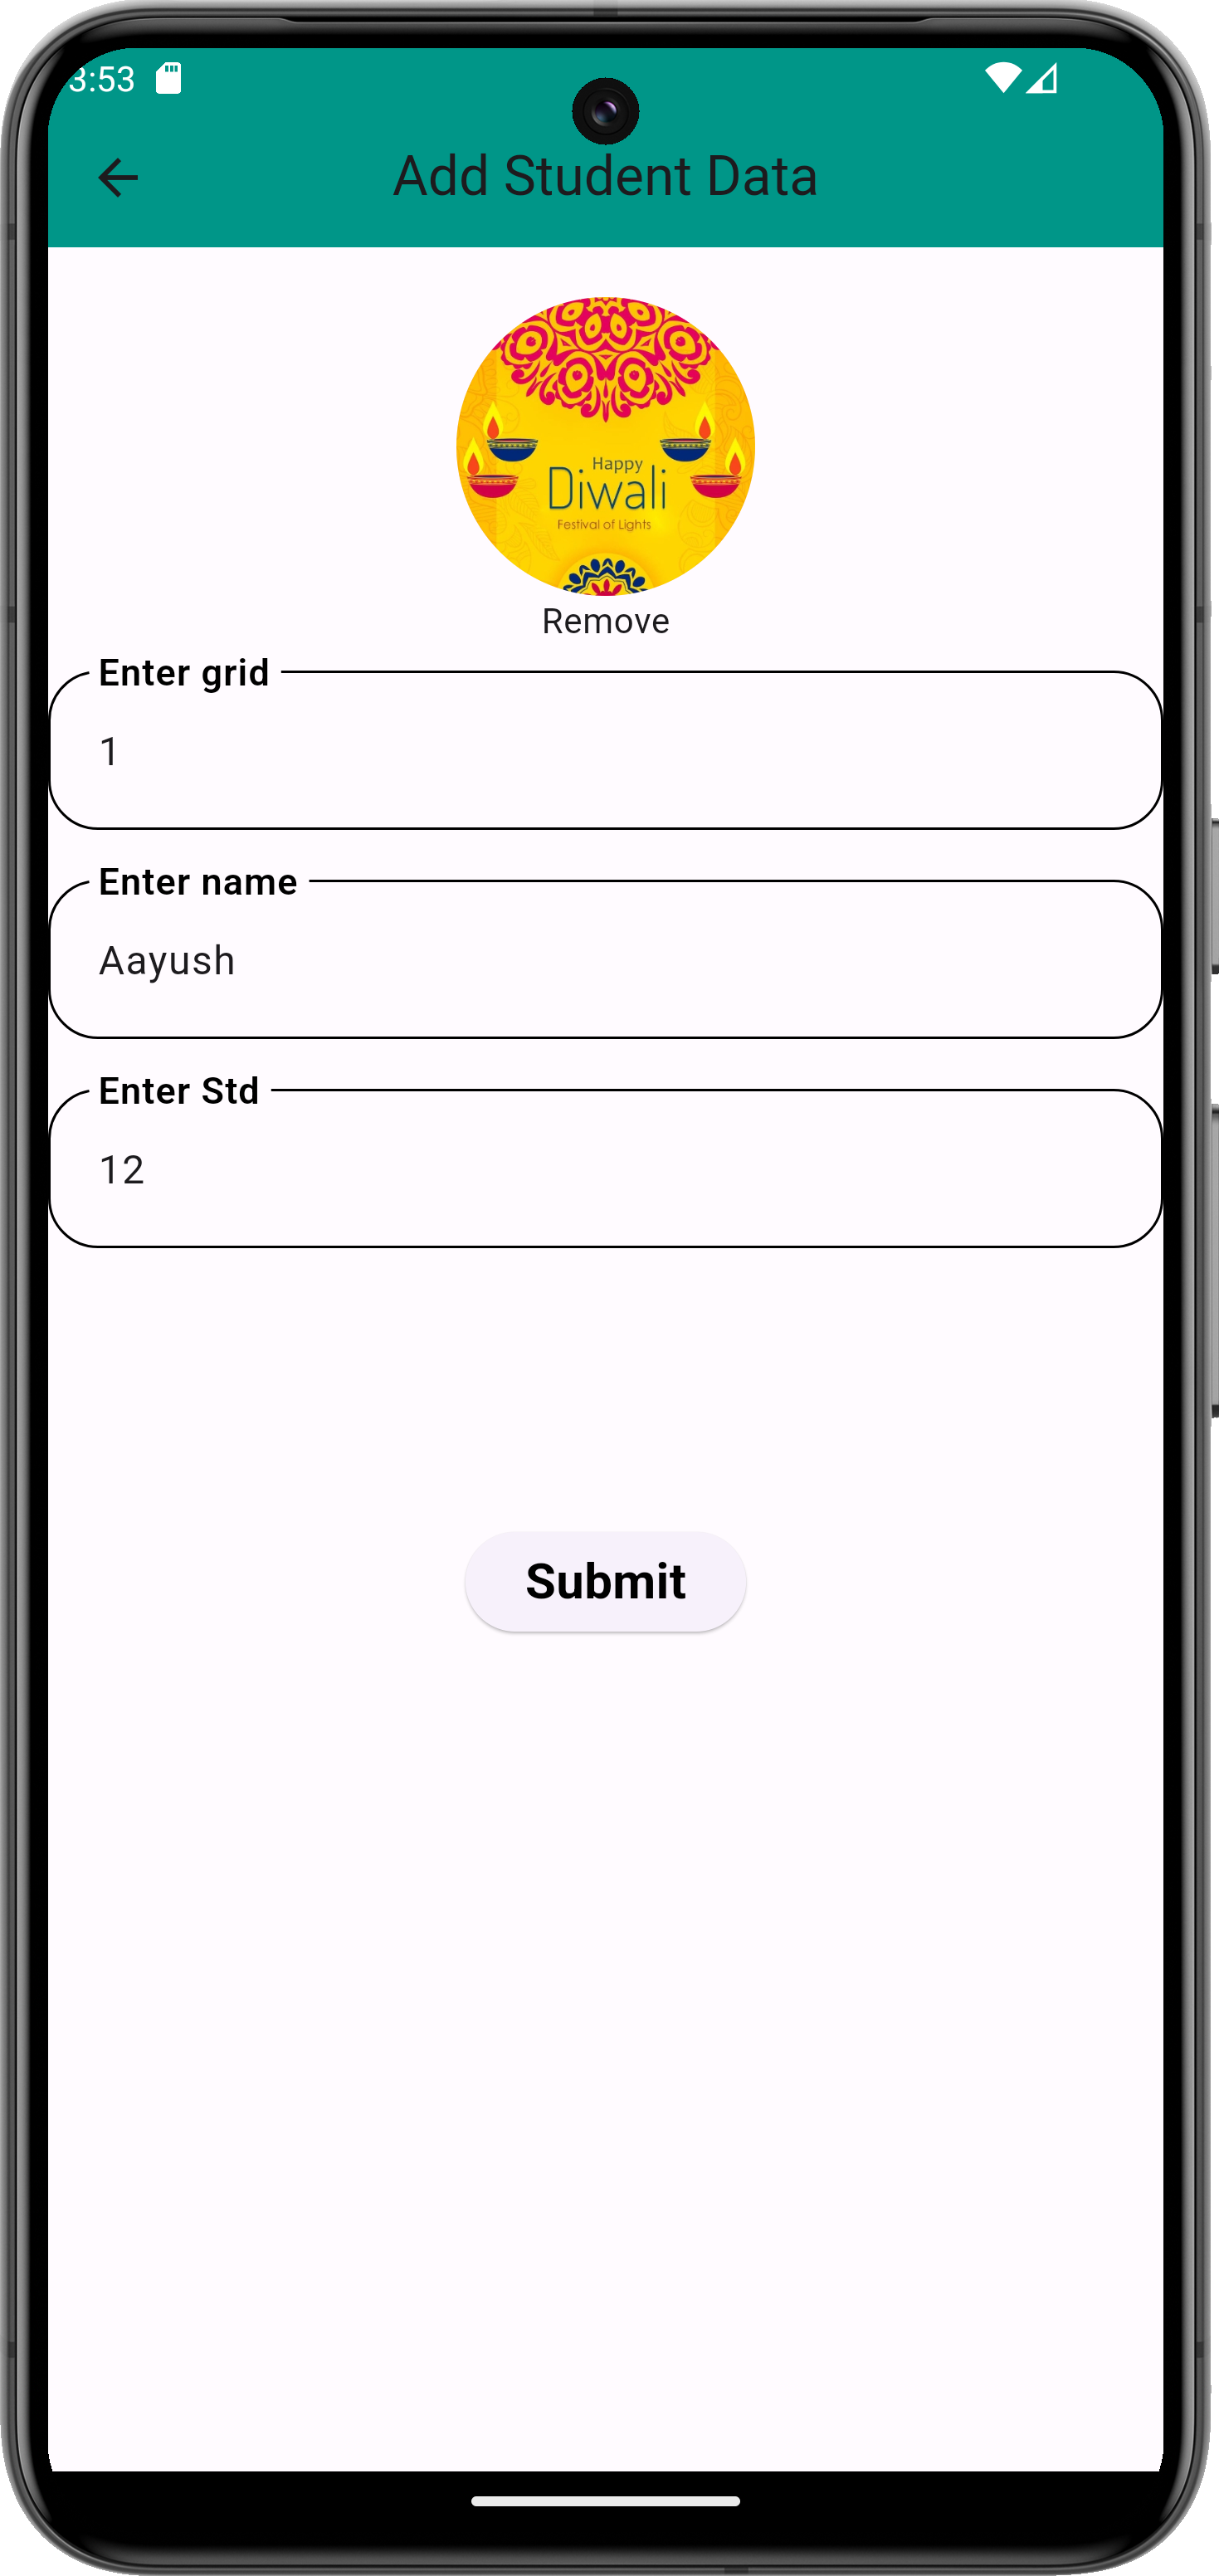 3:53
Add Student Data
Happy
Diwali
Festival of Lights
Remove
Enter grid
1
Enter name
Aayush
Enter Std
12
Submit